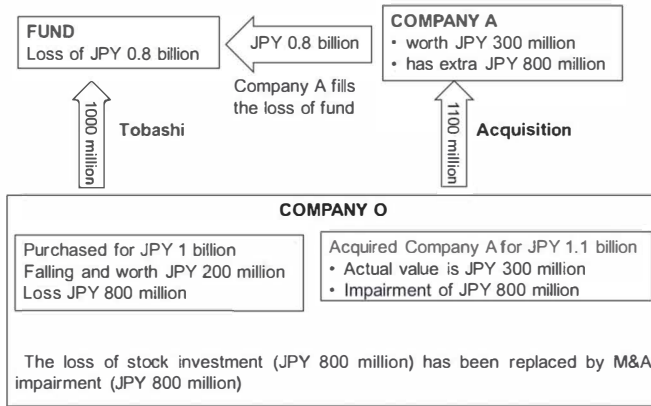 FUND
Loss of JPY 0.8 billion
JPY 0.8 billion
COMPANY A
• worth JPY 300 million
• has extra JPY 800 million
Company A fills
the loss of fund
1000 million
Tobashi
1100 million
Acquisition
COMPANY O
Purchased for JPY 1 billion
Falling and worth JPY 200 million
Loss JPY 800 million
Acquired Company A for JPY 1.1 billion
• Actual value is JPY 300 million
• Impairment of JPY 800 million
The loss of stock investment (JPY 800 million) has been replaced by M&A
impairment (JPY 800 million)